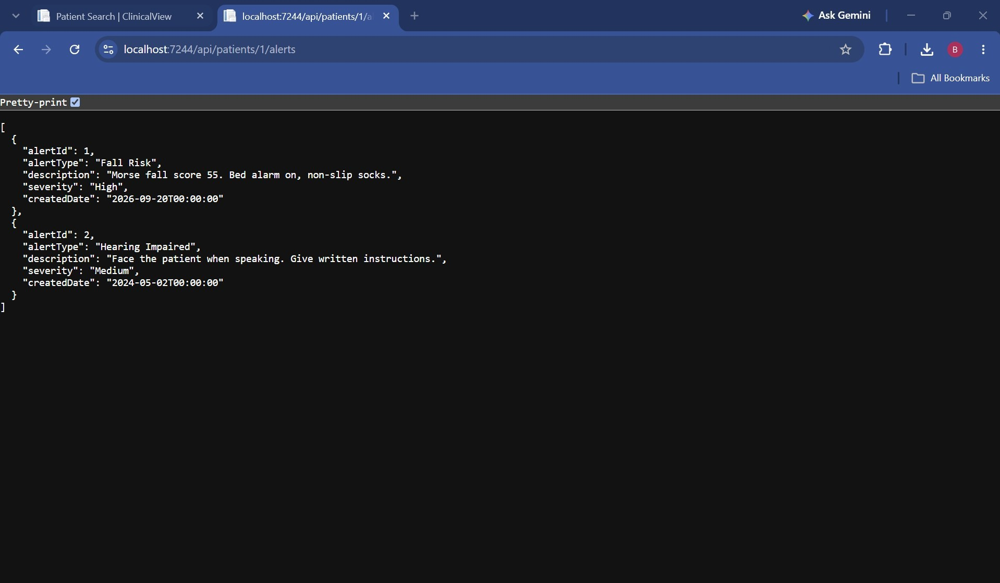 Patient Search | ClinicalView
localhost:7244/api/patients/1/a
Ask Gemini
localhost:7244/api/patients/1/alerts
B
All Bookmarks
Pretty-print
[
  {
    "alertId": 1,
    "alertType": "Fall Risk",
    "description": "Morse fall score 55. Bed alarm on, non-slip socks.",
    "severity": "High",
    "createdDate": "2026-09-20T00:00:00"
  },
  {
    "alertId": 2,
    "alertType": "Hearing Impaired",
    "description": "Face the patient when speaking. Give written instructions.",
    "severity": "Medium",
    "createdDate": "2024-05-02T00:00:00"
  }
]